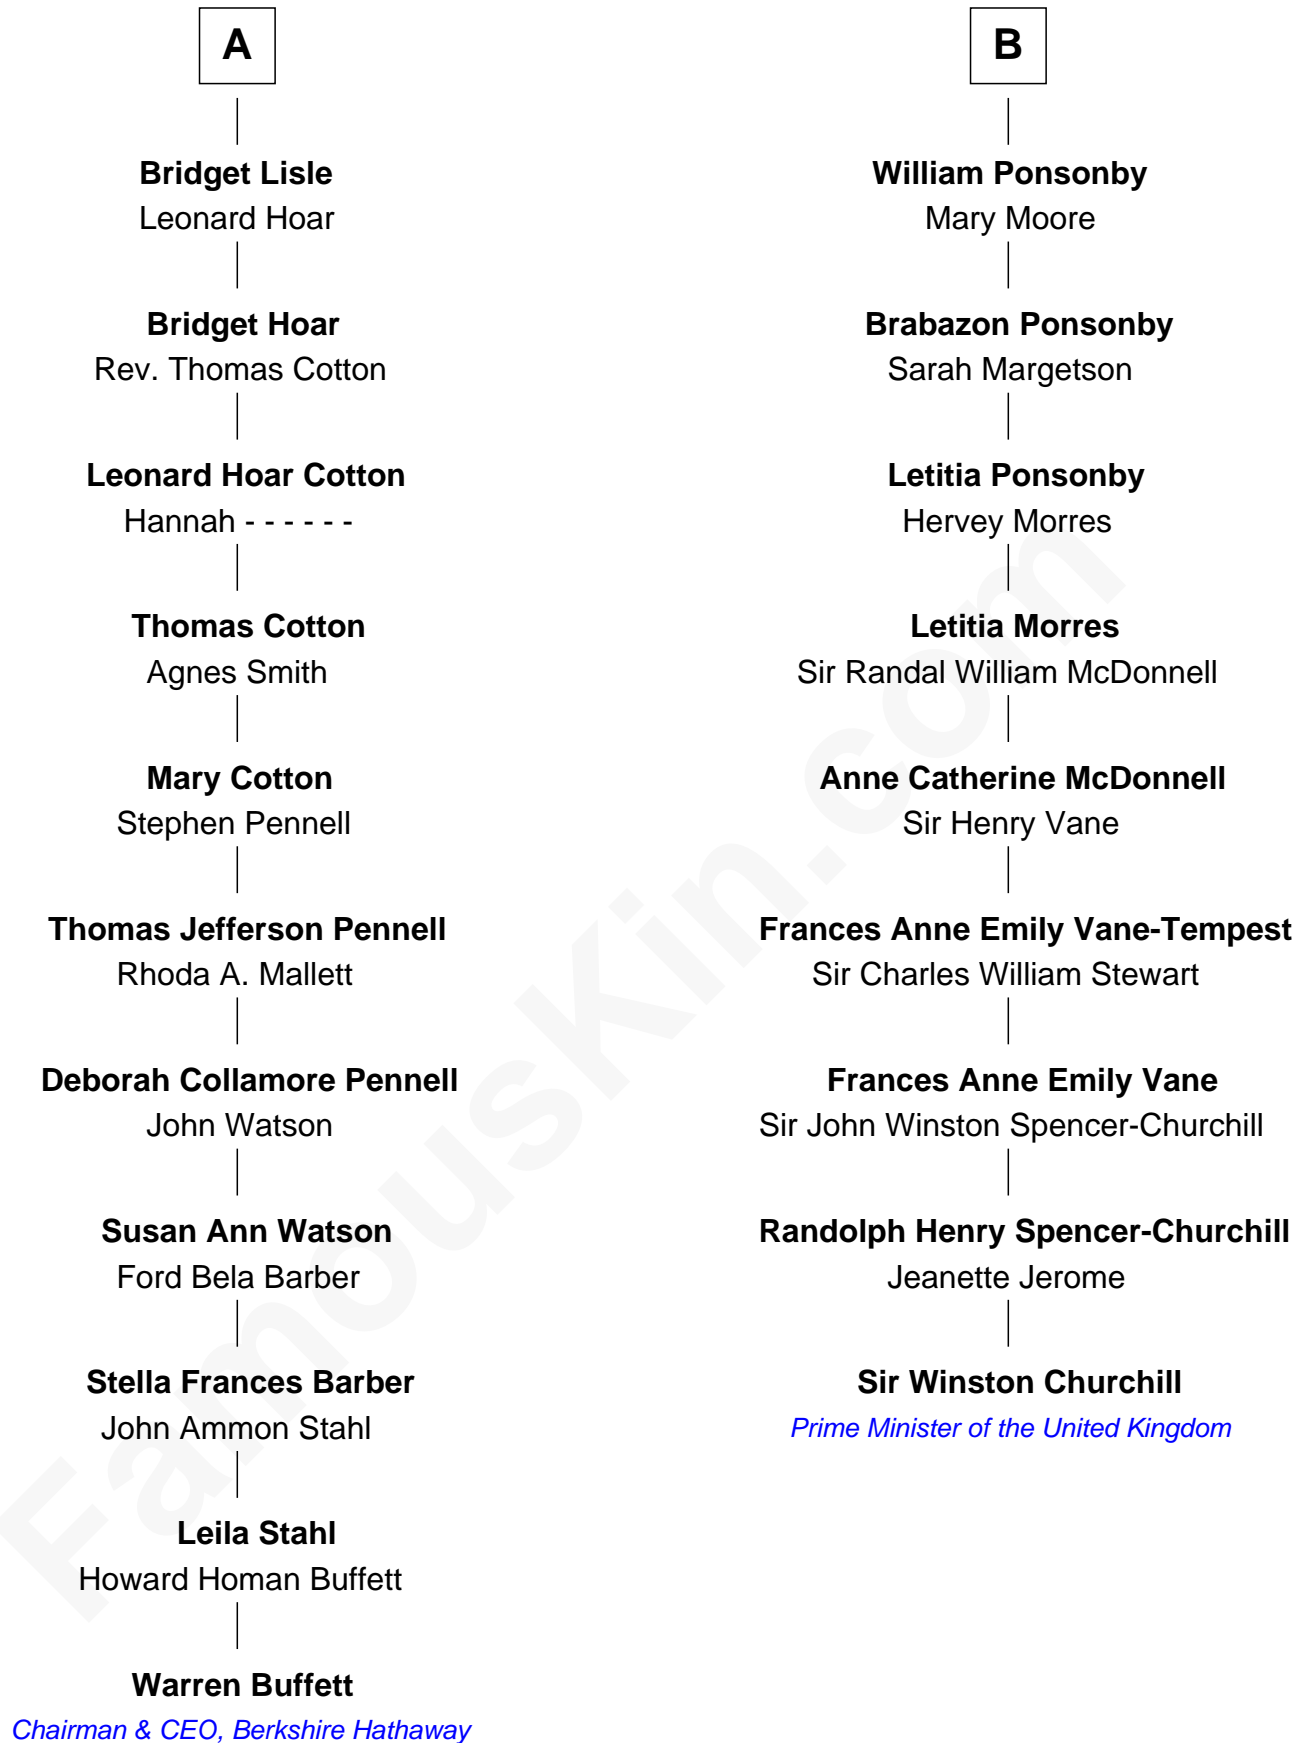 A
Bridget Lisle
Leonard Hoar
Bridget Hoar
Rev. Thomas Cotton
Leonard Hoar Cotton
Hannah - - - - - -
Thomas Cotton
Agnes Smith
Mary Cotton
Stephen Pennell
Thomas Jefferson Pennell
Rhoda A. Mallett
Deborah Collamore Pennell
John Watson
Susan Ann Watson
Ford Bela Barber
Stella Frances Barber
John Ammon Stahl
Leila Stahl
Howard Homan Buffett
Warren Buffett
Chairman & CEO, Berkshire Hathaway
B
William Ponsonby
Mary Moore
Brabazon Ponsonby
Sarah Margetson
Letitia Ponsonby
Hervey Morres
Letitia Morres
Sir Randal William McDonnell
Anne Catherine McDonnell
Sir Henry Vane
Frances Anne Emily Vane-Tempest
Sir Charles William Stewart
Frances Anne Emily Vane
Sir John Winston Spencer-Churchill
Randolph Henry Spencer-Churchill
Jeanette Jerome
Sir Winston Churchill
Prime Minister of the United Kingdom
FamousKin.com